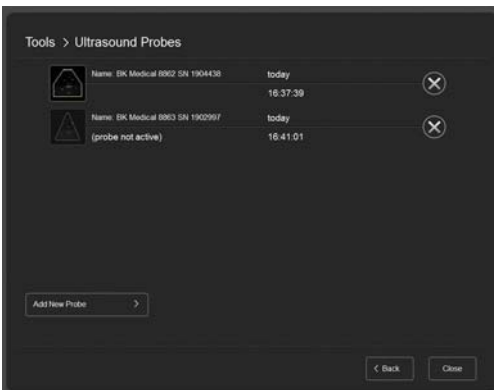 Tools > Ultrasound Probes
Name: BK Medical 8862 SN 1904438
today
16:37:39
Name: BK Medical 8863 SN 1902997
today
(probe not active)
16:41:01
Add New Probe >
< Back
Close